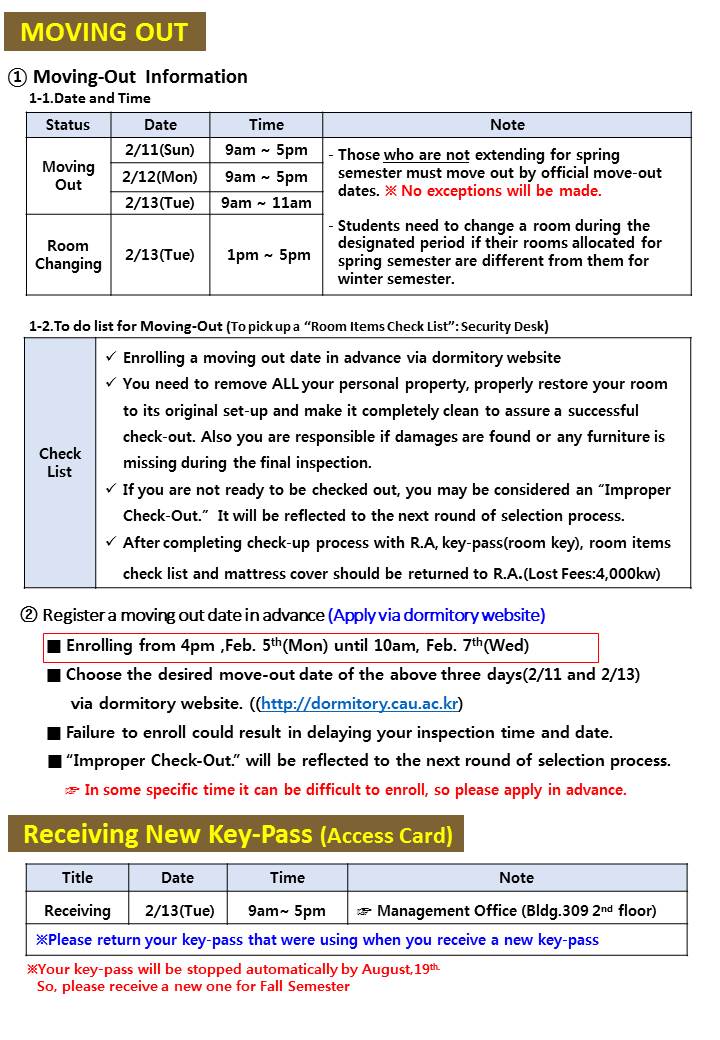 MOVING OUT
① Moving-Out Information
1-1.Date and Time
Status Date Time Note
Moving Out 2/11(Sun) 9am ~ 5pm
2/12(Mon) 9am ~ 5pm
2/13(Tue) 9am ~ 11am
- Those who are not extending for spring
semester must move out by official move-out
dates. ※ No exceptions will be made.
Room Changing 2/13(Tue) 1pm ~ 5pm
- Students need to change a room during the
designated period if their rooms allocated for
spring semester are different from them for
winter semester.
1-2.To do list for Moving-Out (To pick up a “Room Items Check List”: Security Desk)
Check List
✓ Enrolling a moving out date in advance via dormitory website
✓ You need to remove ALL your personal property, properly restore your room
to its original set-up and make it completely clean to assure a successful
check-out. Also you are responsible if damages are found or any furniture is
missing during the final inspection.
✓ If you are not ready to be checked out, you may be considered an “Improper
Check-Out.” It will be reflected to the next round of selection process.
✓ After completing check-up process with R.A, key-pass(room key), room items
check list and mattress cover should be returned to R.A.(Lost Fees:4,000kw)
② Register a moving out date in advance (Apply via dormitory website)
■ Enrolling from 4pm ,Feb. 5th(Mon) until 10am, Feb. 7th(Wed)
■ Choose the desired move-out date of the above three days(2/11 and 2/13)
via dormitory website. ((http://dormitory.cau.ac.kr)
■ Failure to enroll could result in delaying your inspection time and date.
■ “Improper Check-Out.” will be reflected to the next round of selection process.
☞ In some specific time it can be difficult to enroll, so please apply in advance.
Receiving New Key-Pass (Access Card)
Title Date Time Note
Receiving 2/13(Tue) 9am~ 5pm ☞ Management Office (Bldg.309 2nd floor)
※Please return your key-pass that were using when you receive a new key-pass
※Your key-pass will be stopped automatically by August,19th.
So, please receive a new one for Fall Semester